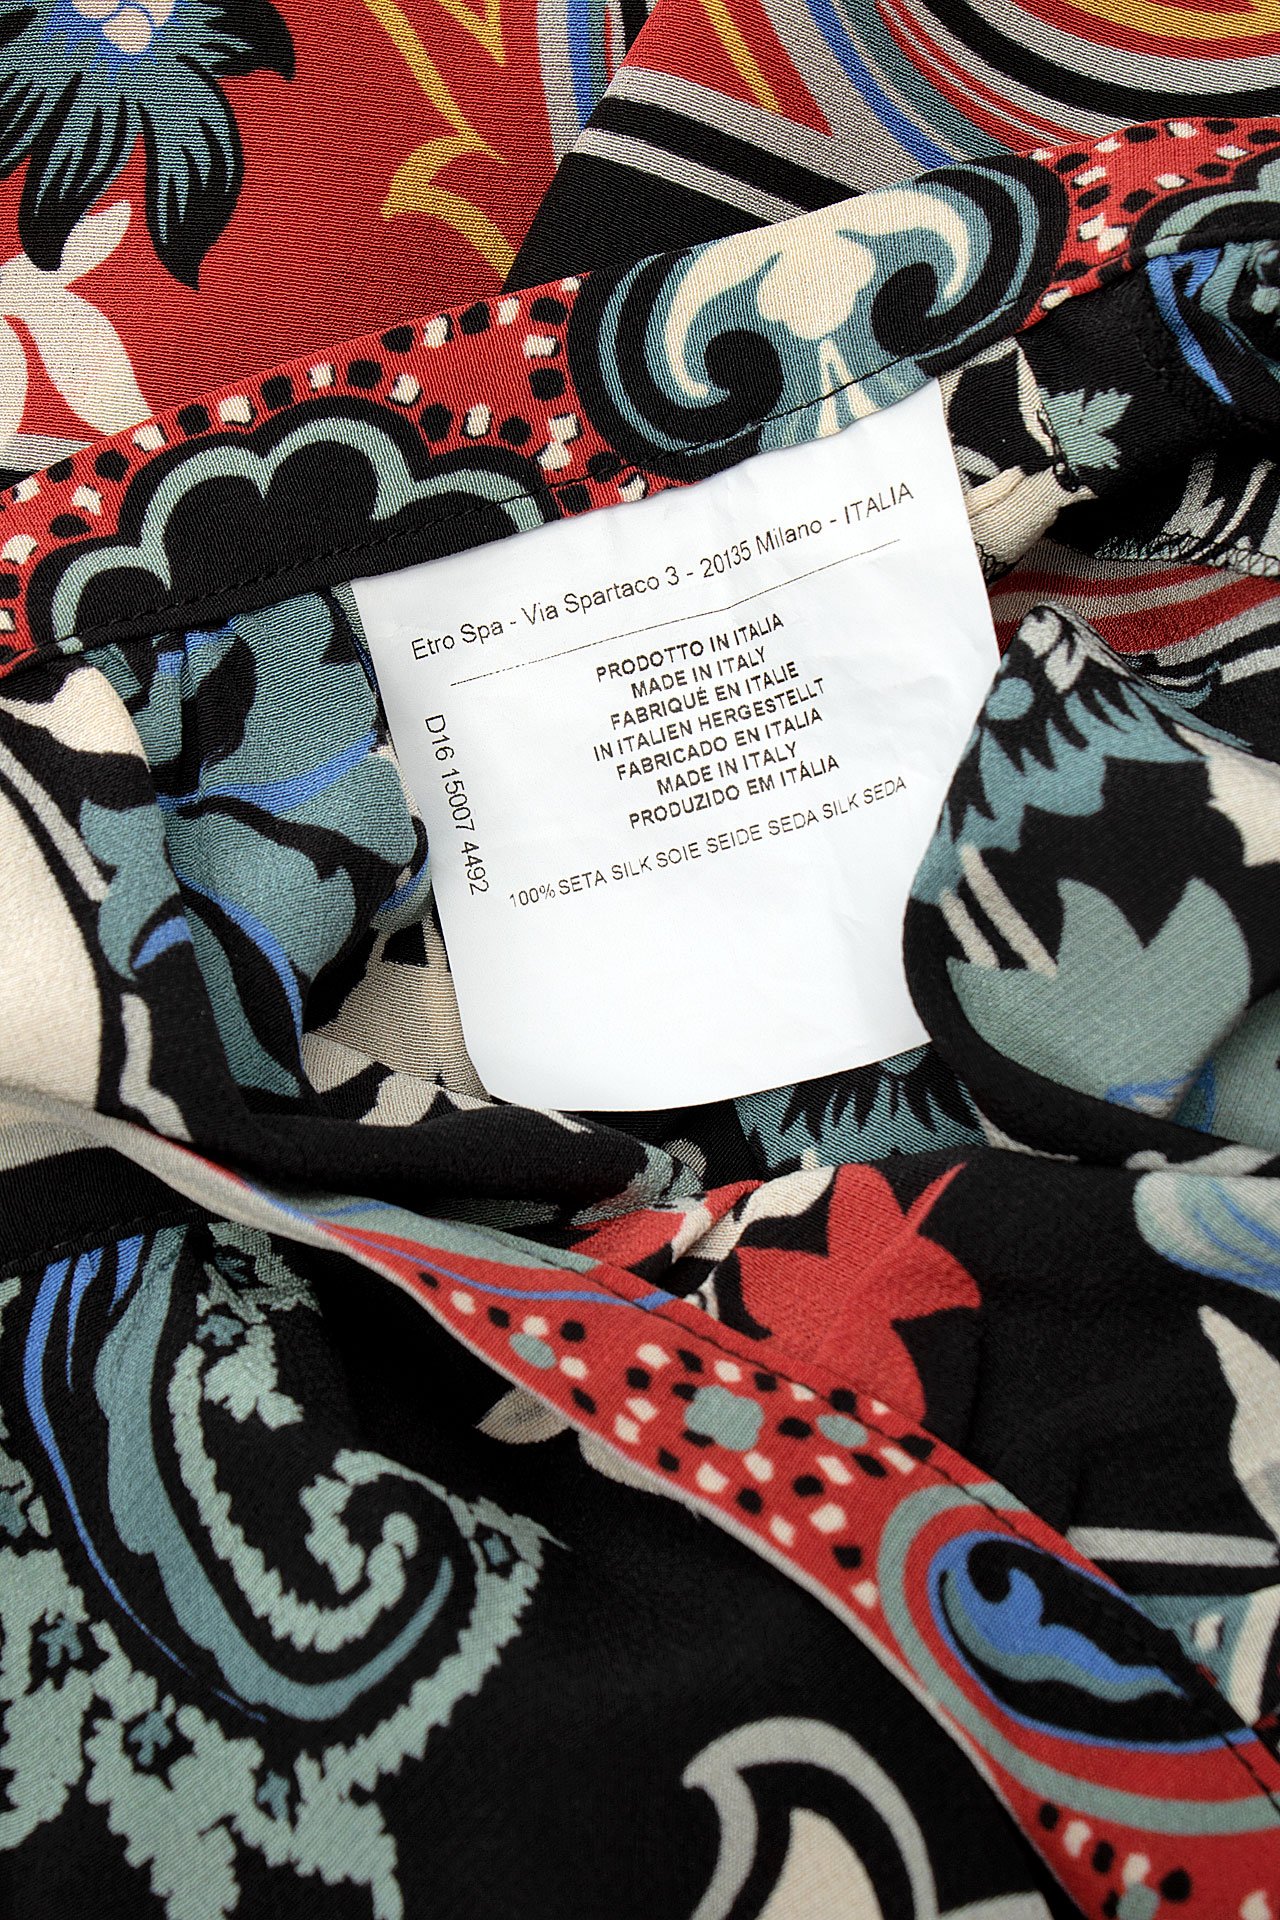 Etro Spa - Via Spartaco 3 - 20135 Milano - ITALIA
PRODOTTO IN ITALIA
MADE IN ITALY
FABRIQUÉ EN ITALIE
IN ITALIEN HERGESTELLT
FABRICADO EN ITALIA
MADE IN ITALY
PRODUZIDO EM ITÁLIA
100% SETA SILK SOIE SEIDE SEDA SILK SEDA
D16 15007 4492